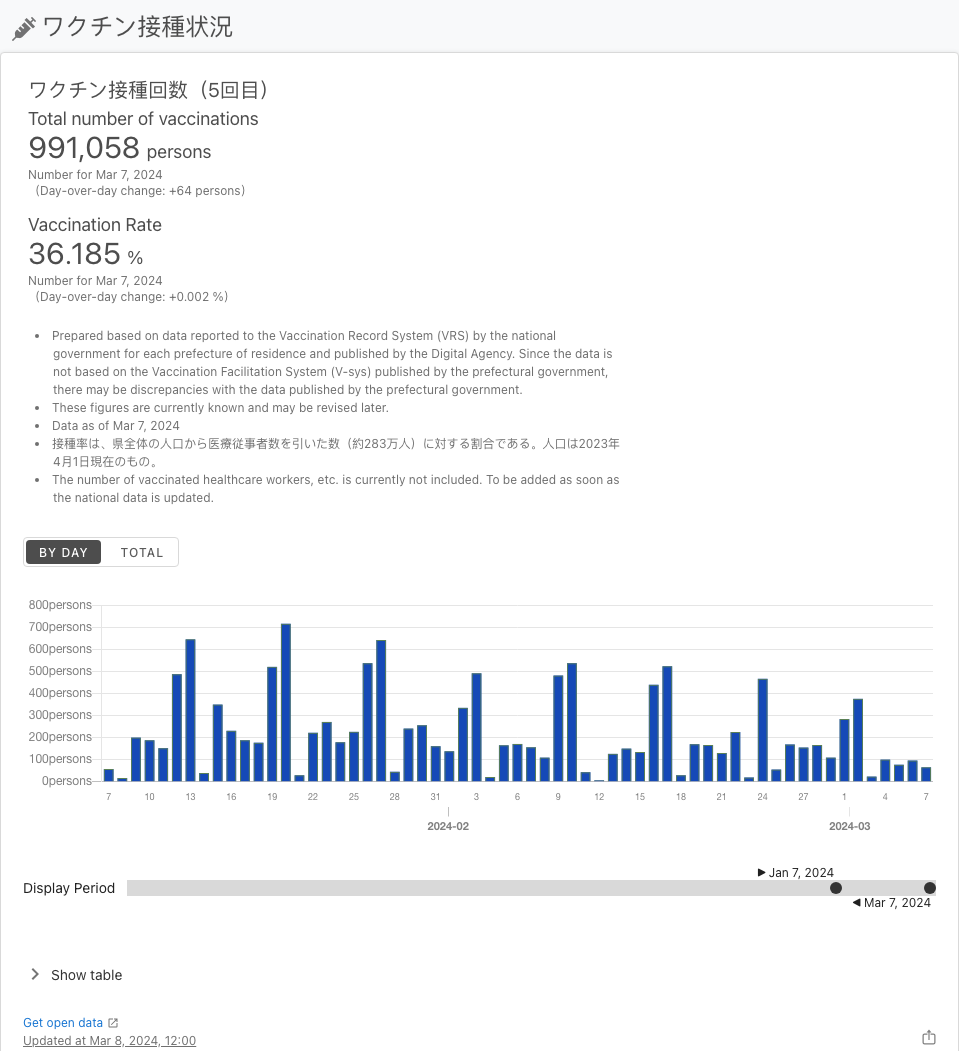 ワクチン接種状況
ワクチン接種回数（5回目）
Total number of vaccinations
991,058 persons
Number for Mar 7, 2024
（Day-over-day change: +64 persons）
Vaccination Rate
36.185 %
Number for Mar 7, 2024
（Day-over-day change: +0.002 %）
• Prepared based on data reported to the Vaccination Record System (VRS) by the national
government for each prefecture of residence and published by the Digital Agency. Since the data is
not based on the Vaccination Facilitation System (V-sys) published by the prefectural government,
there may be discrepancies with the data published by the prefectural government.
• These figures are currently known and may be revised later.
• Data as of Mar 7, 2024
• 接種率は、県全体の人口から医療従事者数を引いた数（約283万人）に対する割合である。人口は2023年
4月1日現在のもの。
• The number of vaccinated healthcare workers, etc. is currently not included. To be added as soon as
the national data is updated.
BY DAY TOTAL
800persons
700persons
600persons
500persons
400persons
300persons
200persons
100persons
0persons
7 10 13 16 19 22 25 28 31 3 6 9 12 15 18 21 24 27 1 4 7
2024-02 2024-03
▶ Jan 7, 2024
Display Period
◀ Mar 7, 2024
Show table
Get open data
Updated at Mar 8, 2024, 12:00